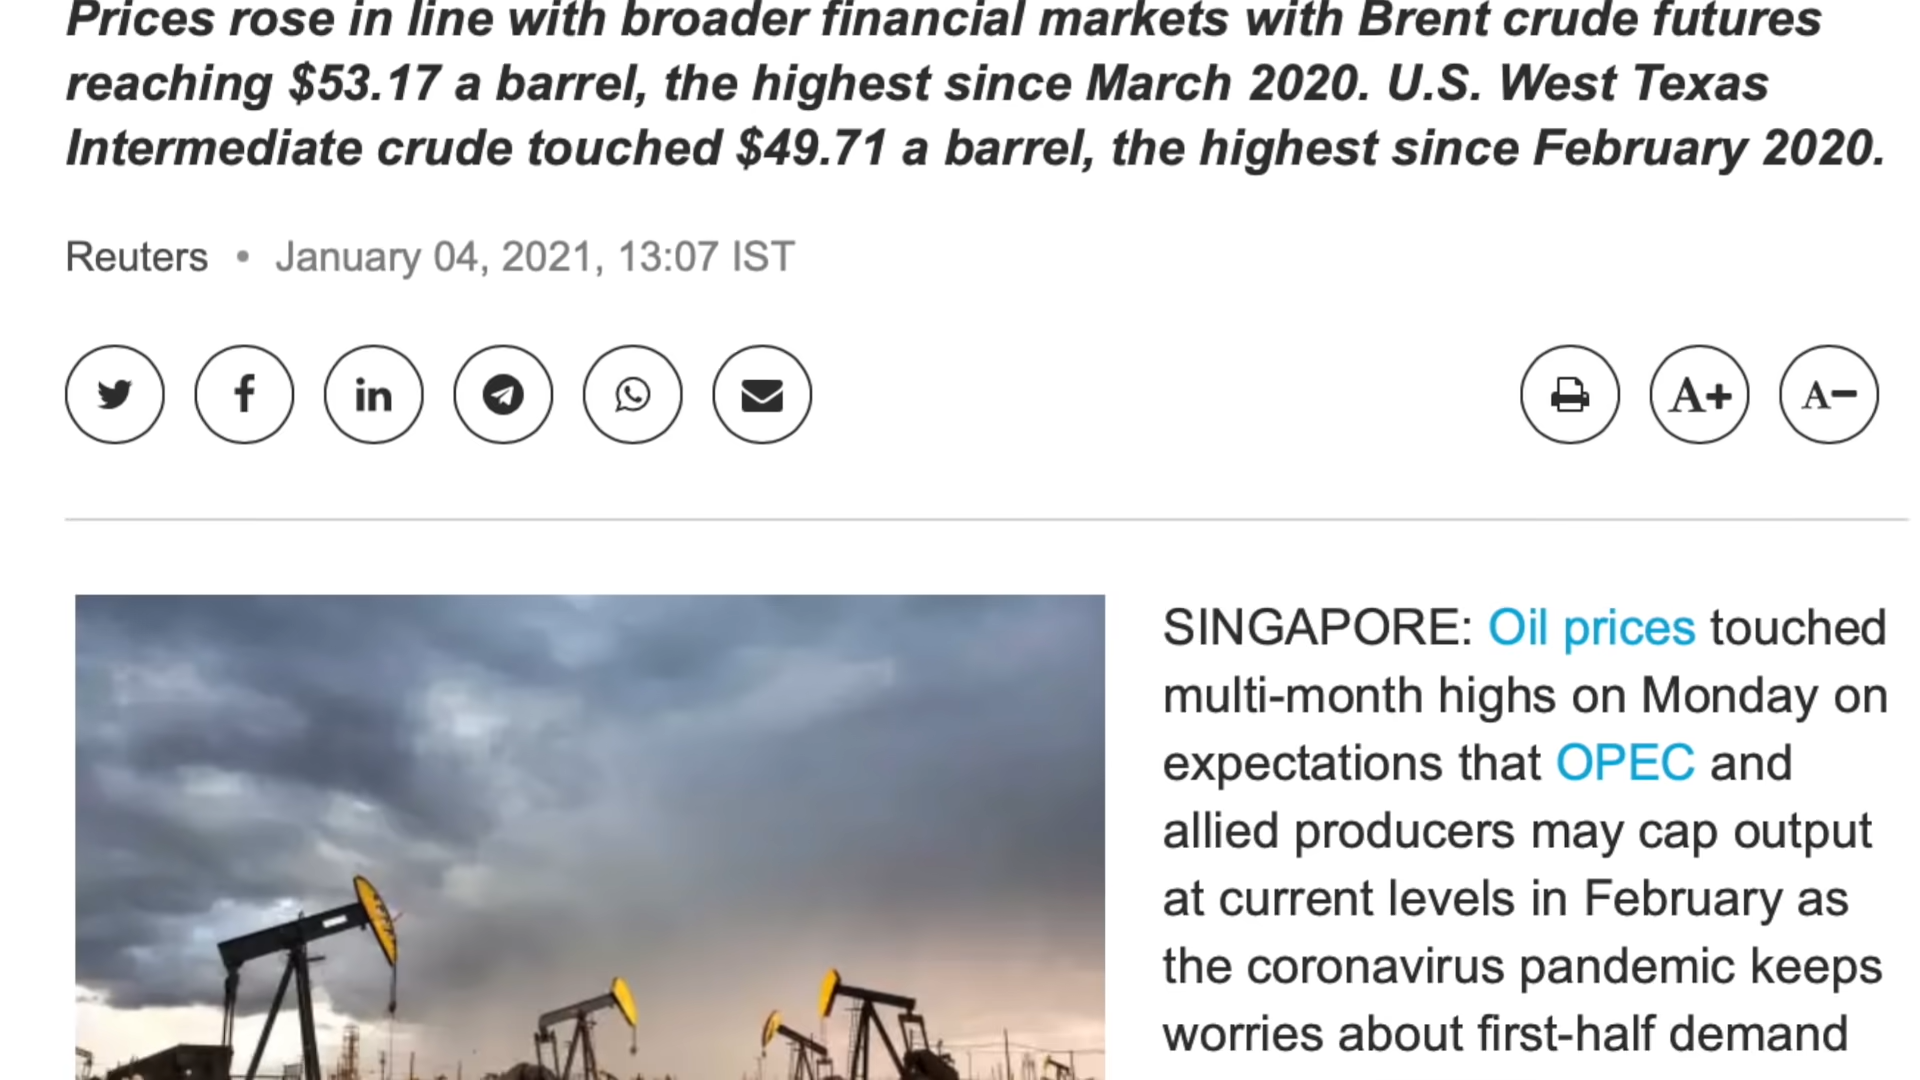 Prices rose in line with broader financial markets with Brent crude futures
reaching $53.17 a barrel, the highest since March 2020. U.S. West Texas
Intermediate crude touched $49.71 a barrel, the highest since February 2020.
Reuters • January 04, 2021, 13:07 IST
f
in
A+
A-
SINGAPORE: Oil prices touched
multi-month highs on Monday on
expectations that OPEC and
allied producers may cap output
at current levels in February as
the coronavirus pandemic keeps
worries about first-half demand